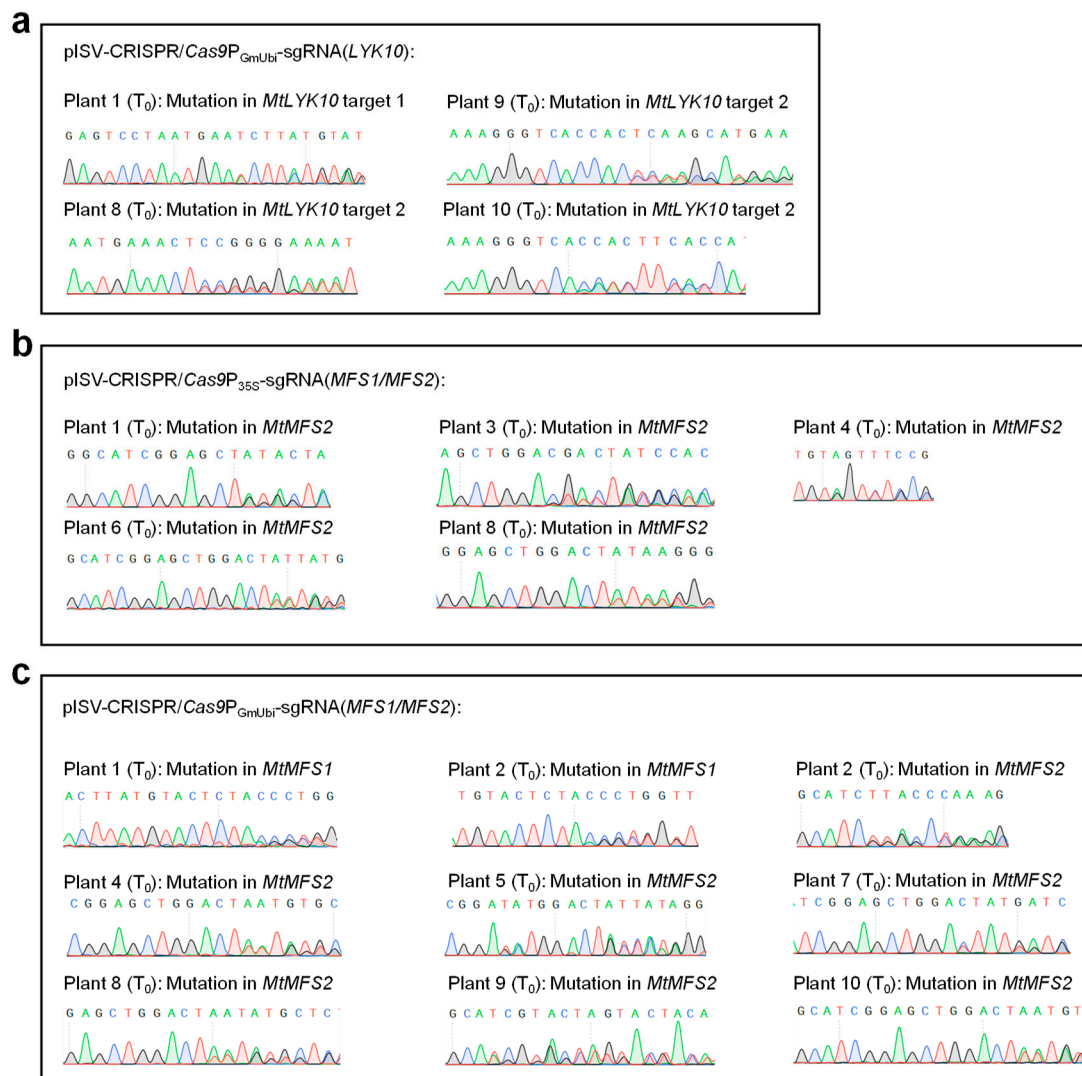 a
pISV-CRISPR/Cas9P_GmUbi-sgRNA(LYK10):
Plant 1 (T₀): Mutation in MtLYK10 target 1
Plant 9 (T₀): Mutation in MtLYK10 target 2
G A G T C C T A A T G A A T C T T A T G T A T
A A A G G G T C A C C A C T C A A G C A T G A A
Plant 8 (T₀): Mutation in MtLYK10 target 2
Plant 10 (T₀): Mutation in MtLYK10 target 2
A A T G A A A C T C C G G G G A A A A T
A A A G G G T C A C C A C T T C A C C A
b
pISV-CRISPR/Cas9P_35S-sgRNA(MFS1/MFS2):
Plant 1 (T₀): Mutation in MtMFS2
Plant 3 (T₀): Mutation in MtMFS2
Plant 4 (T₀): Mutation in MtMFS2
G G C A T C G G A G C T A T A C T A
A G C T G G A C G A C T A T C C A C
T G T A G T T T C C G
Plant 6 (T₀): Mutation in MtMFS2
Plant 8 (T₀): Mutation in MtMFS2
G C A T C G G A G C T G G A C T A T T A T G
G G A G C T G G A C T A T A A G G G
c
pISV-CRISPR/Cas9P_GmUbi-sgRNA(MFS1/MFS2):
Plant 1 (T₀): Mutation in MtMFS1
Plant 2 (T₀): Mutation in MtMFS1
Plant 2 (T₀): Mutation in MtMFS2
A C T T A T G T A C T C T A C C C T G G
T G T A C T C T A C C C T G G T T
G C A T C T T A C C C A A A G
Plant 4 (T₀): Mutation in MtMFS2
Plant 5 (T₀): Mutation in MtMFS2
Plant 7 (T₀): Mutation in MtMFS2
C G G A G C T G G A C T A A T G T G C
C G G A T A T G G A C T A T T A T A G G
T C G G A G C T G G A C T A T G A T C
Plant 8 (T₀): Mutation in MtMFS2
Plant 9 (T₀): Mutation in MtMFS2
Plant 10 (T₀): Mutation in MtMFS2
G A G C T G G A C T A A T A T G C T C
G C A T C G T A C T A G T A C T A C A
G C A T C G G A G C T G G A C T A A T G T